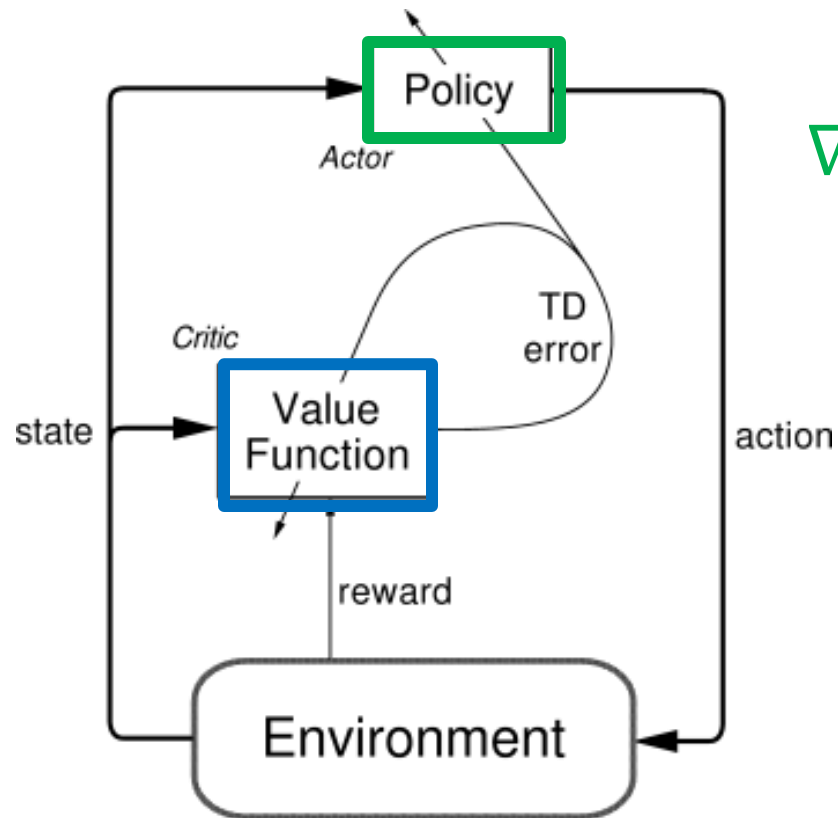 Policy
Actor
∇
TD
error
Critic
Value
Function
state
action
reward
Environment